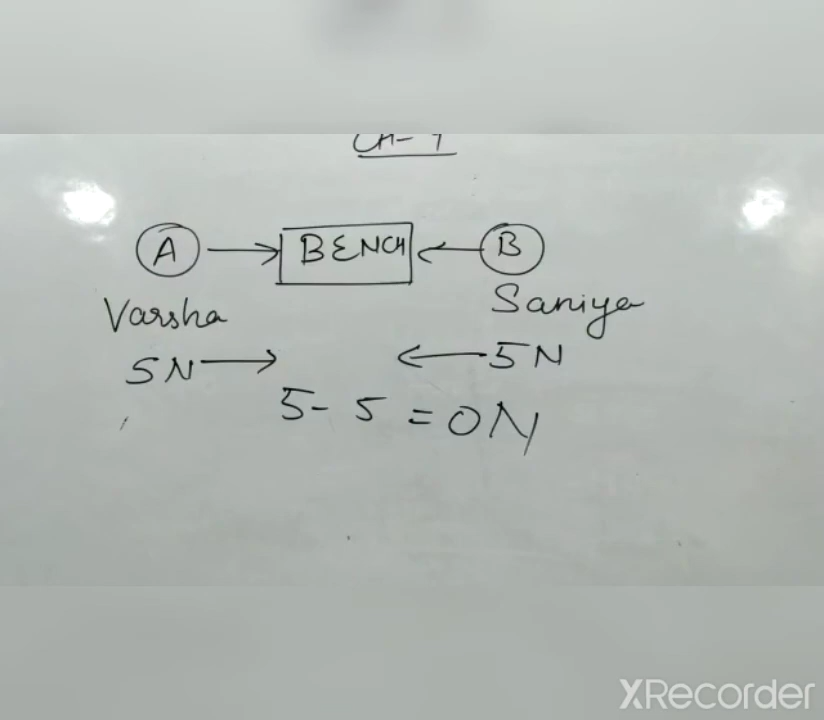 A → BENCH ← B
Varsha Saniya
5N → ← 5N
5 - 5 = 0N
XRecorder